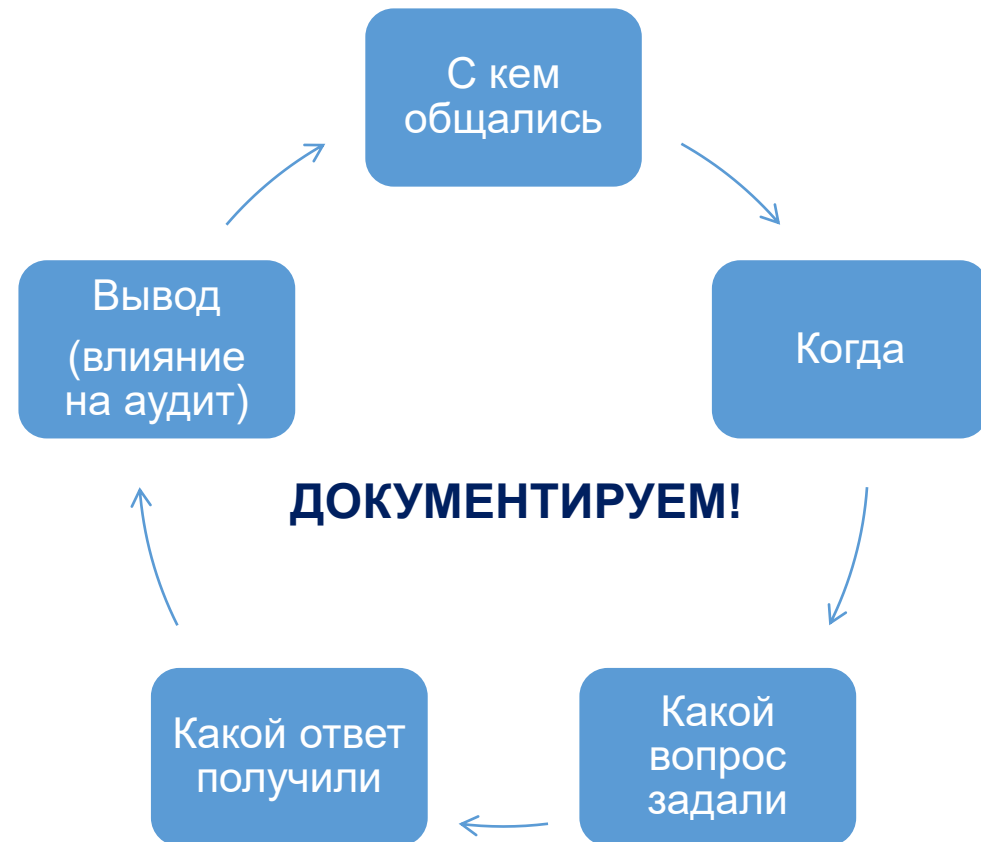 С кем
общались
Когда
Какой
вопрос
задали
Какой ответ
получили
Вывод
(влияние
на аудит)
ДОКУМЕНТИРУЕМ!